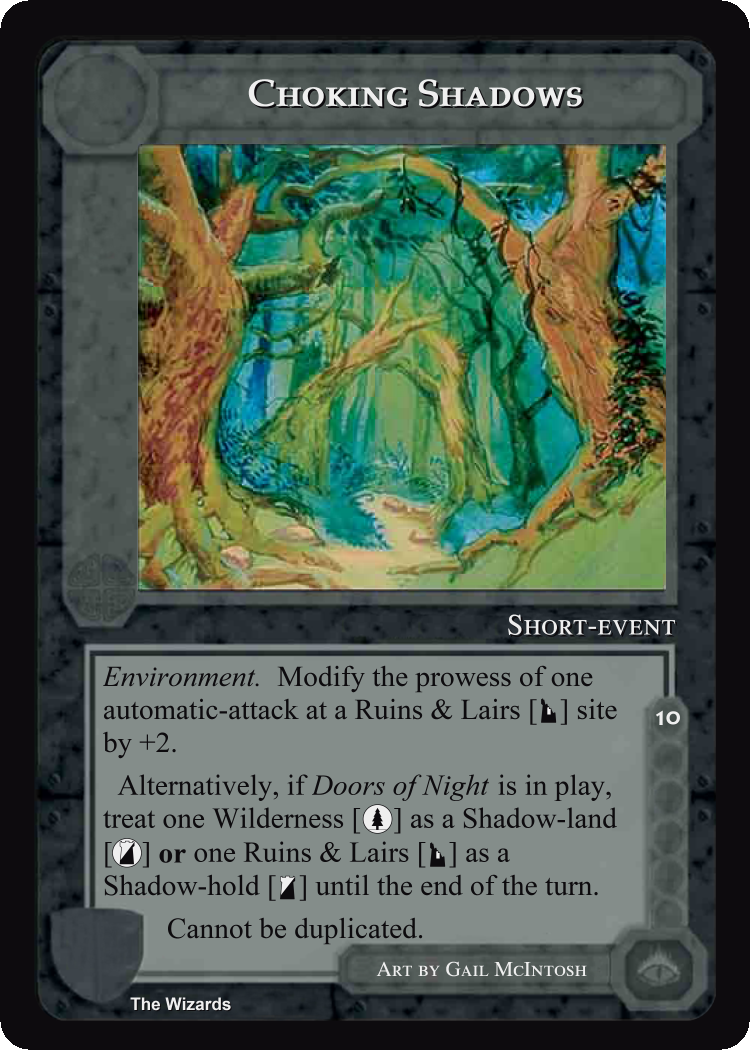 Choking Shadows
Short-event
Environment. Modify the prowess of one
automatic-attack at a Ruins & Lairs [] site
by +2.
Alternatively, if Doors of Night is in play,
treat one Wilderness [] as a Shadow-land
[] or one Ruins & Lairs [] as a
Shadow-hold [] until the end of the turn.
Cannot be duplicated.
10
Art by Gail McIntosh
The Wizards